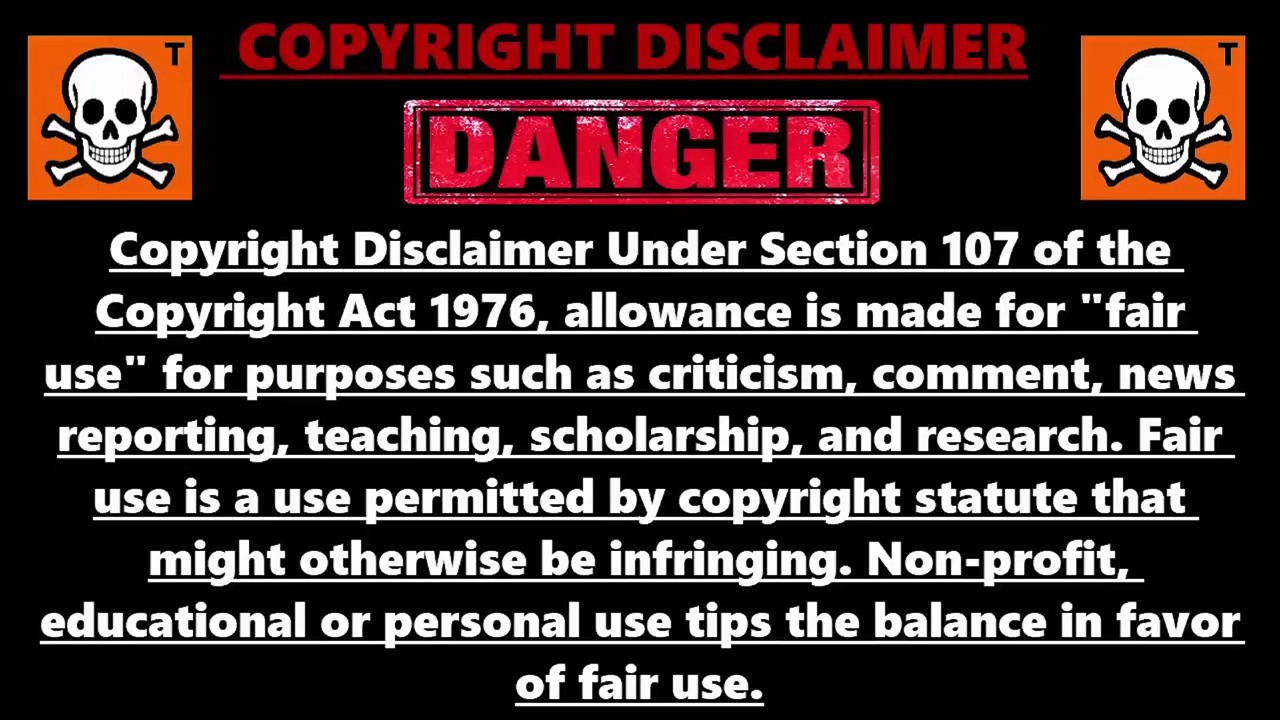 T
COPYRIGHT DISCLAIMER
T
DANGER
Copyright Disclaimer Under Section 107 of the
Copyright Act 1976, allowance is made for "fair
use" for purposes such as criticism, comment, news
reporting, teaching, scholarship, and research. Fair
use is a use permitted by copyright statute that
might otherwise be infringing. Non-profit,
educational or personal use tips the balance in favor
of fair use.